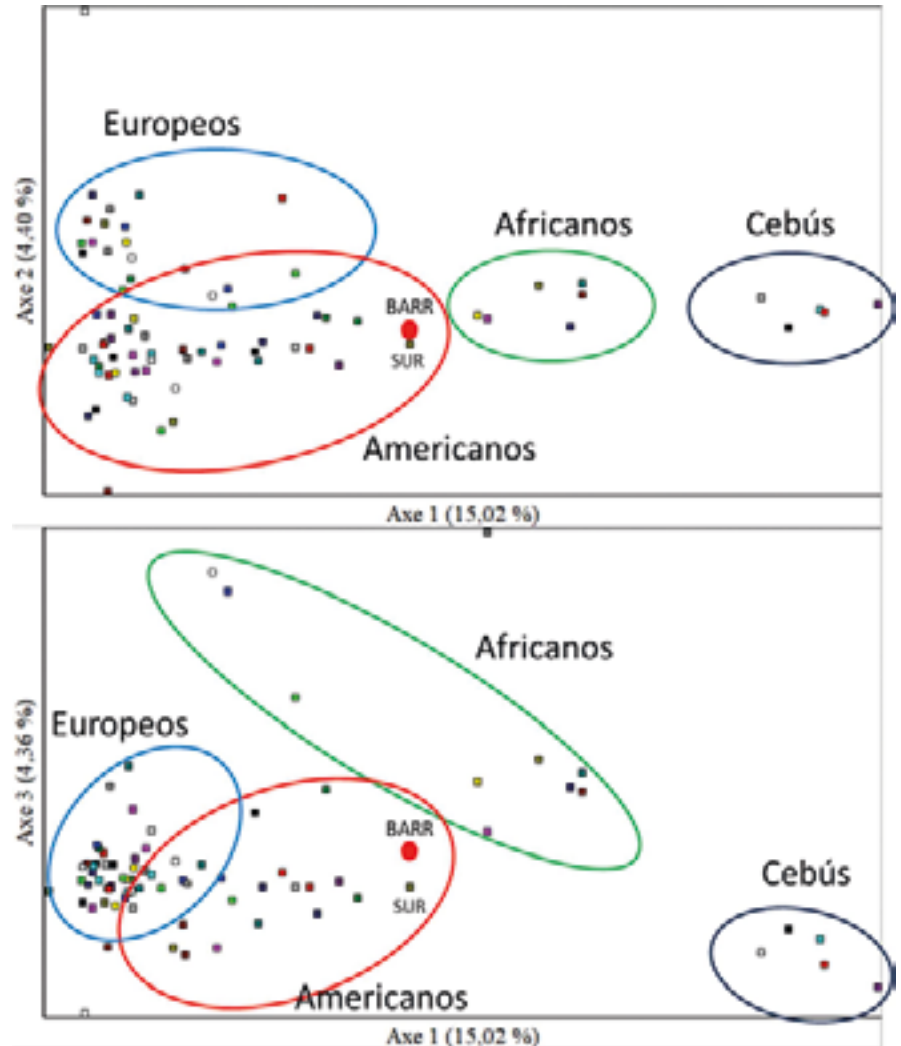 Europeos
Africanos
Cebús
BARR
SUR
Americanos
Axe 2 (4,40 %)
Axe 1 (15,02 %)
Africanos
Europeos
BARR
SUR
Cebús
Americanos
Axe 3 (4,36 %)
Axe 1 (15,02 %)